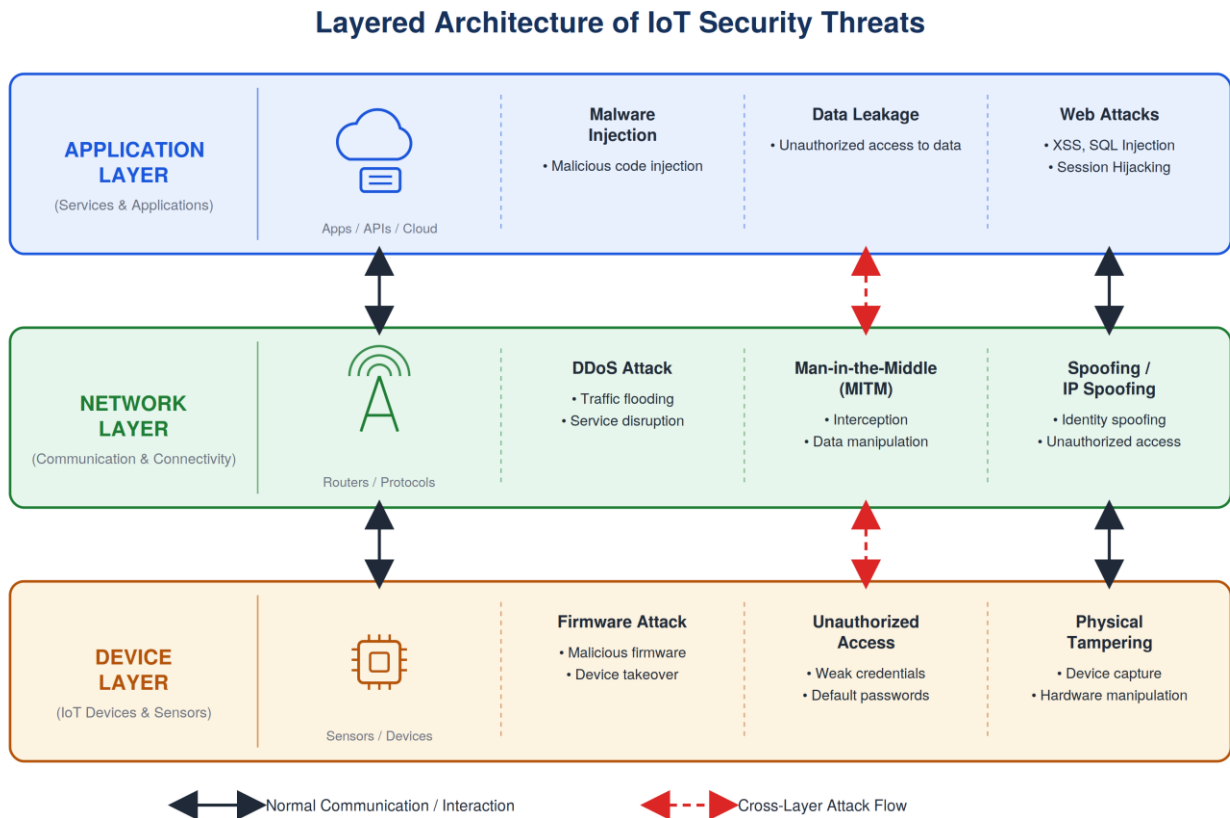 Layered Architecture of IoT Security Threats
APPLICATION
LAYER
(Services & Applications)
Apps / APIs / Cloud
Malware
Injection
• Malicious code injection
Data Leakage
• Unauthorized access to data
Web Attacks
• XSS, SQL Injection
• Session Hijacking
NETWORK
LAYER
(Communication & Connectivity)
Routers / Protocols
DDoS Attack
• Traffic flooding
• Service disruption
Man-in-the-Middle
(MITM)
• Interception
• Data manipulation
Spoofing /
IP Spoofing
• Identity spoofing
• Unauthorized access
DEVICE
LAYER
(IoT Devices & Sensors)
Sensors / Devices
Firmware Attack
• Malicious firmware
• Device takeover
Unauthorized
Access
• Weak credentials
• Default passwords
Physical
Tampering
• Device capture
• Hardware manipulation
Normal Communication / Interaction
Cross-Layer Attack Flow